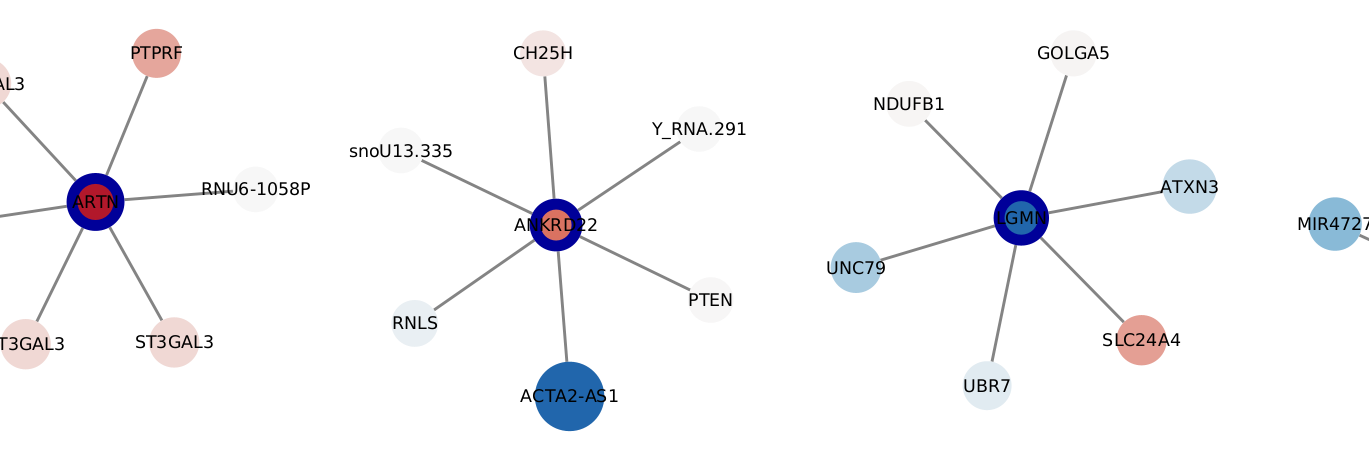 PTPRF
AL3
RNU6-1058P
ARTN
T3GAL3
ST3GAL3
CH25H
snoU13.335
Y_RNA.291
ANKRD22
PTEN
RNLS
ACTA2-AS1
GOLGA5
NDUFB1
ATXN3
LGMN
UNC79
SLC24A4
UBR7
MIR4727